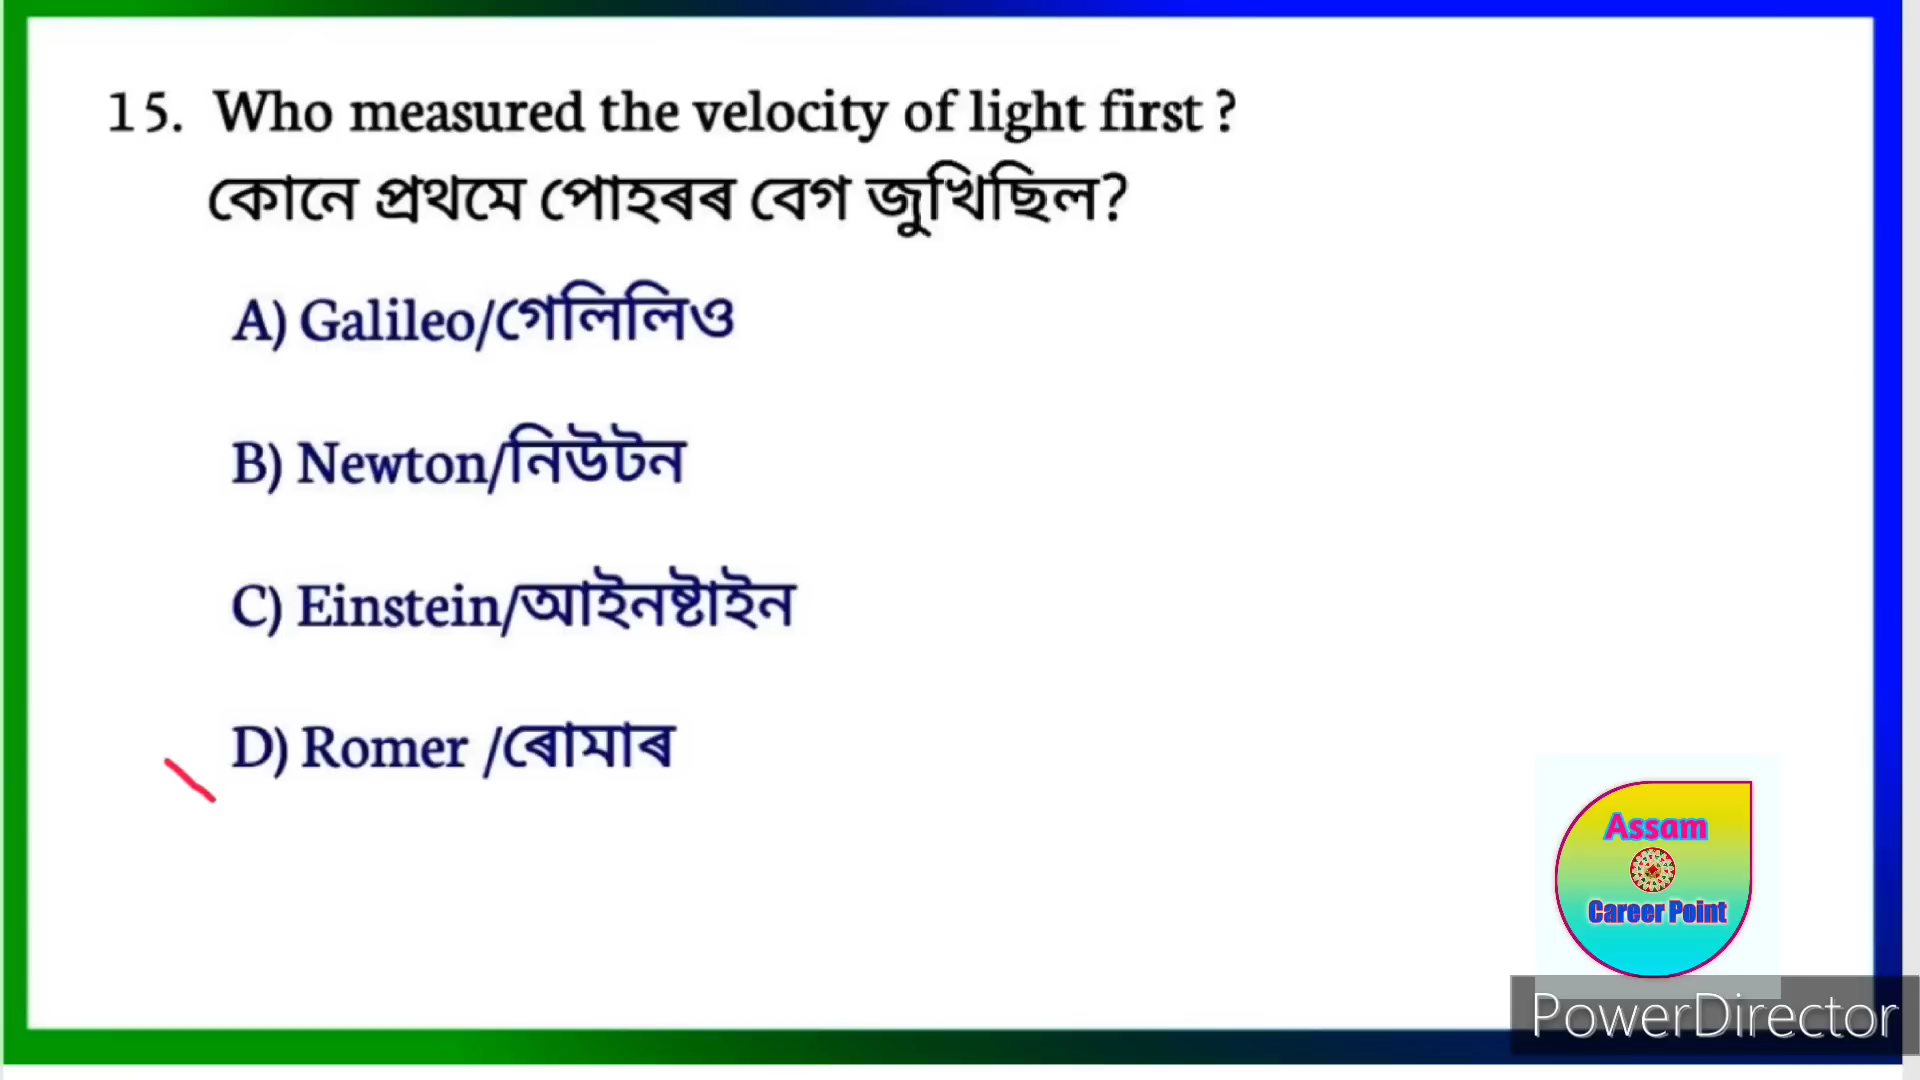 15. Who measured the velocity of light first ?
কোনে প্ৰথমে পোহৰৰ বেগ জুখিছিল?
A) Galileo/গেলিলিও
B) Newton/নিউটন
C) Einstein/আইনষ্টাইন
D) Romer /ৰোমাৰ
Assam
Career Point
PowerDirector